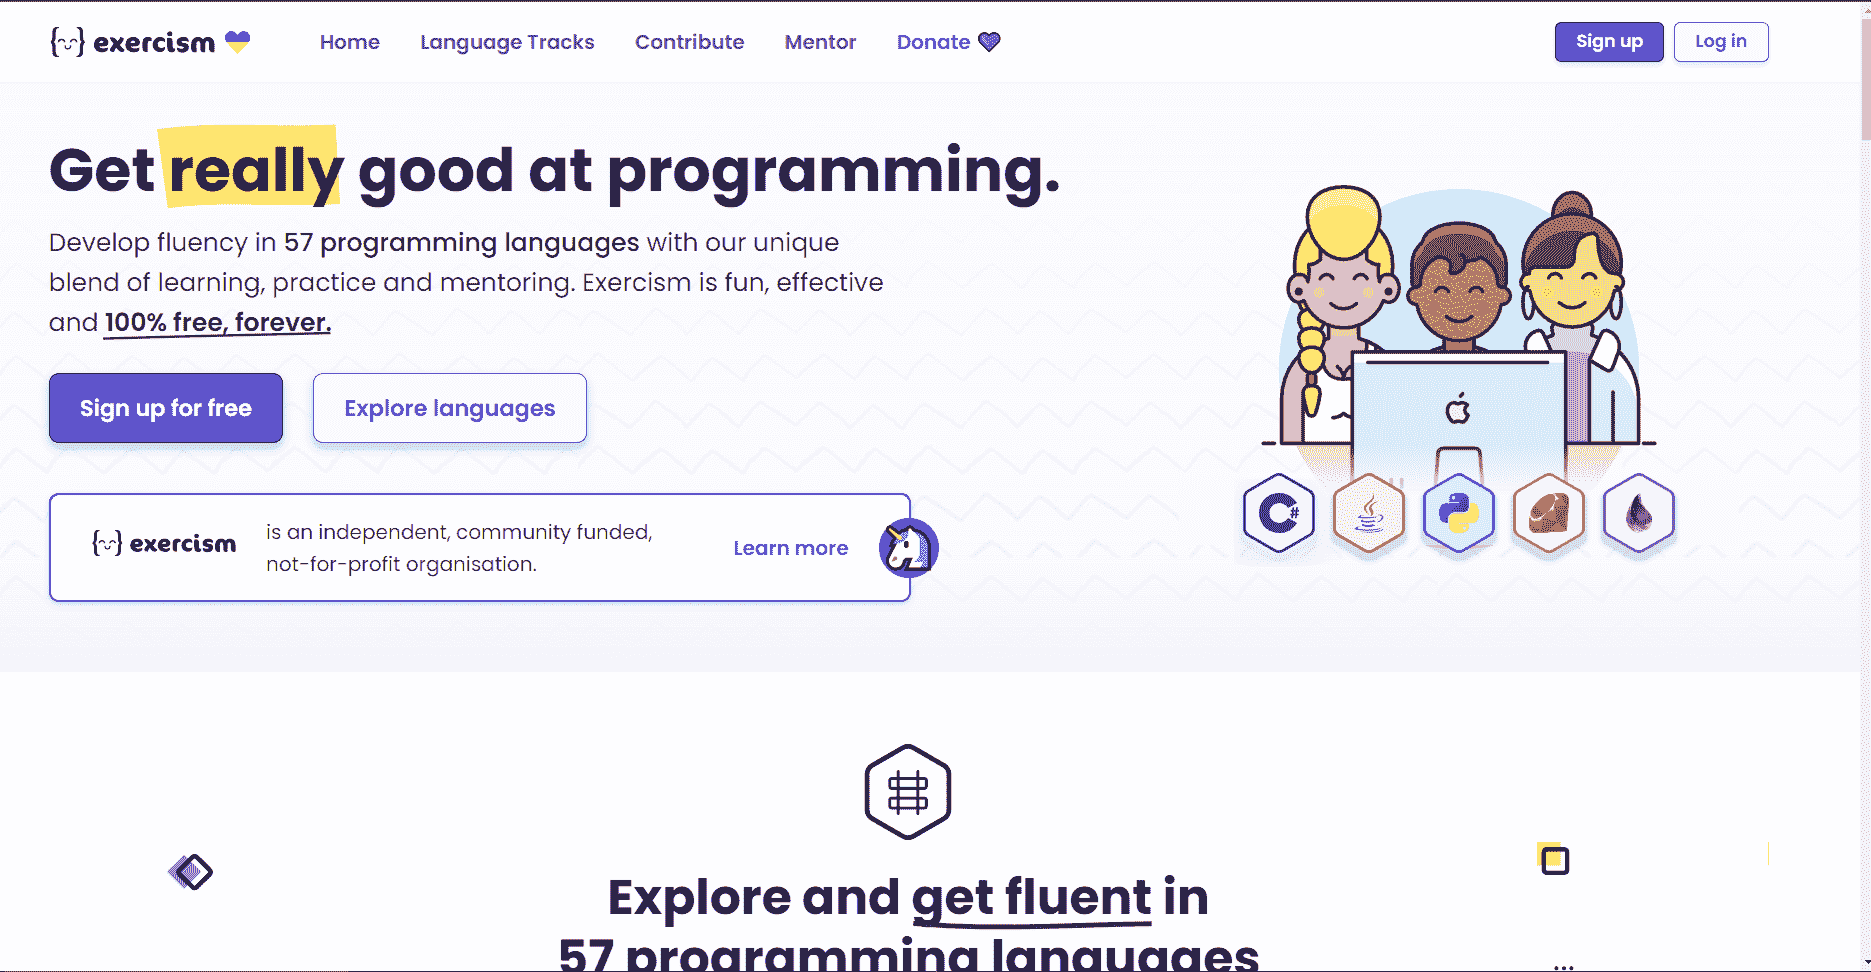 exercism
Home
Language Tracks
Contribute
Mentor
Donate
Sign up
Log in
Get really good at programming.
Develop fluency in 57 programming languages with our unique
blend of learning, practice and mentoring. Exercism is fun, effective
and 100% free, forever.
Sign up for free
Explore languages
exercism
is an independent, community funded,
not-for-profit organisation.
Learn more
C#
Explore and get fluent in
57 programming languages